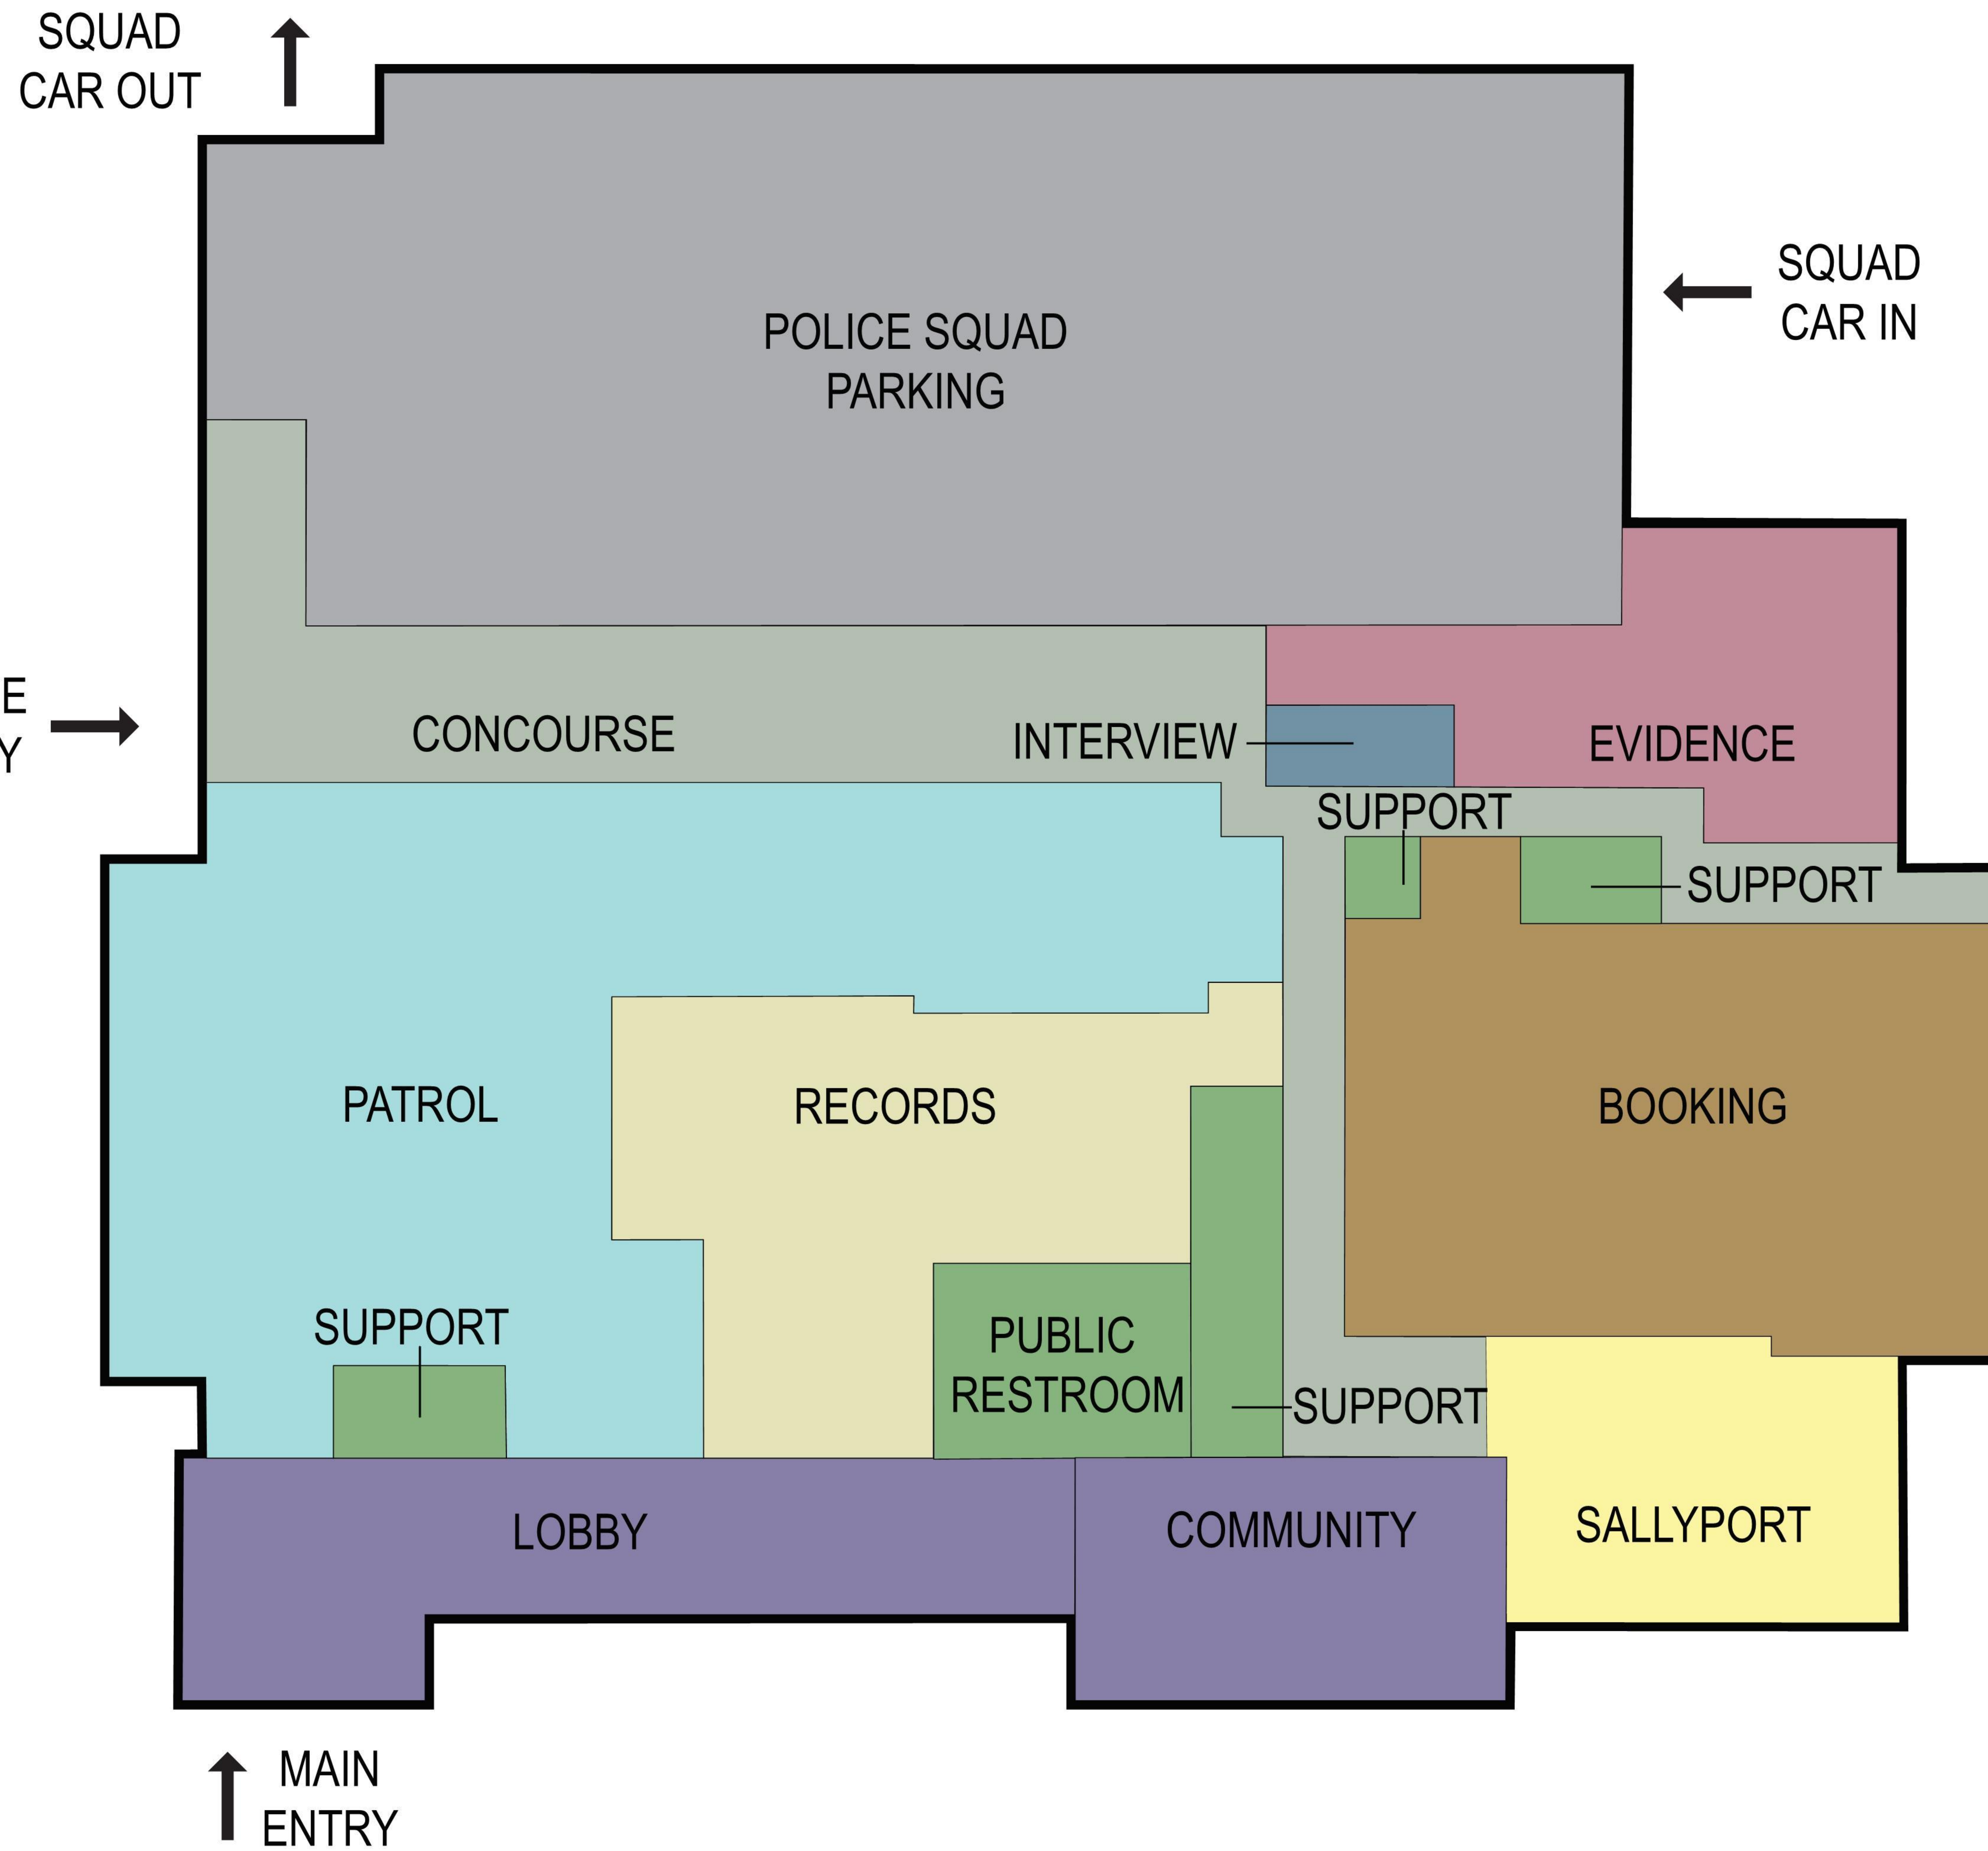 SQUAD
CAR OUT
SQUAD
CAR IN
POLICE SQUAD
PARKING
E
Y
CONCOURSE
INTERVIEW
EVIDENCE
SUPPORT
SUPPORT
PATROL
RECORDS
BOOKING
SUPPORT
PUBLIC
RESTROOM
SUPPORT
LOBBY
COMMUNITY
SALLYPORT
MAIN
ENTRY